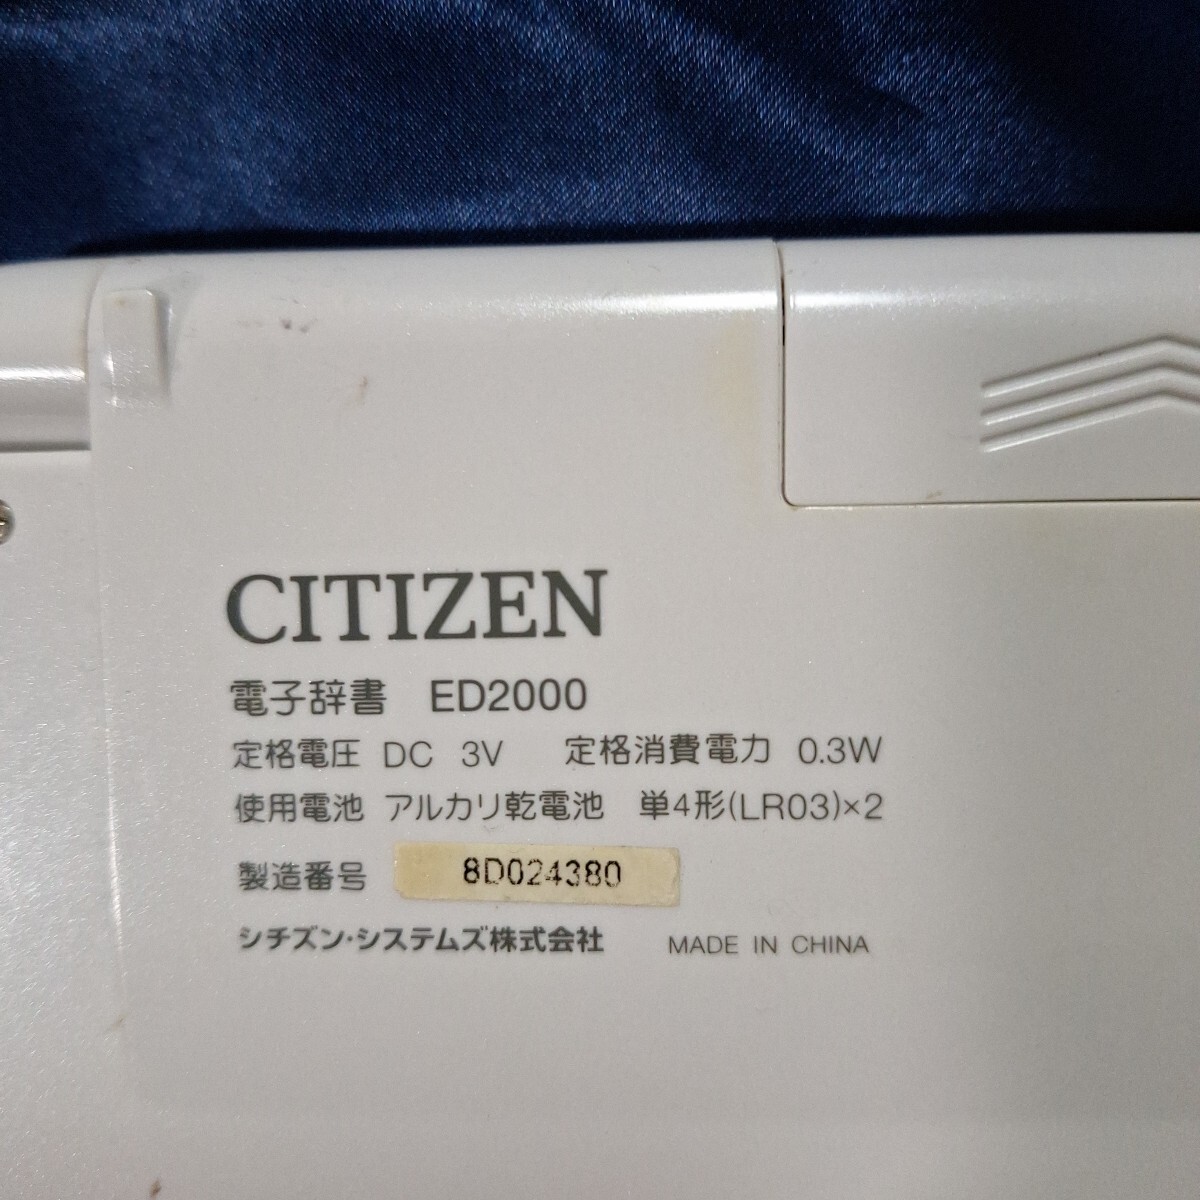 CITIZEN
電子辞書 ED2000
定格電圧 DC 3V 定格消費電力 0.3W
使用電池 アルカリ乾電池 単4形(LR03)×2
製造番号 8D024380
シチズン・システムズ株式会社 MADE IN CHINA